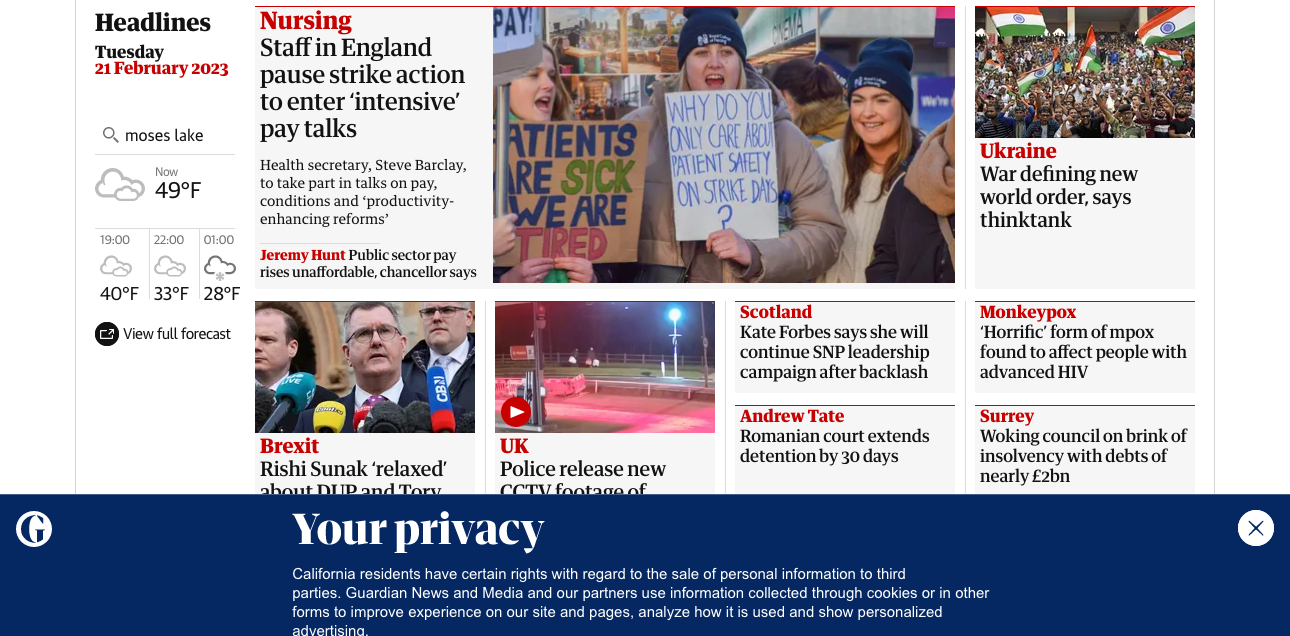 Headlines
Tuesday
21 February 2023
moses lake
Now
49°F
19:00
22:00
01:00
40°F
33°F
28°F
View full forecast
Nursing
Staff in England
pause strike action
to enter ‘intensive’
pay talks
Health secretary, Steve Barclay,
to take part in talks on pay,
conditions and ‘productivity-
enhancing reforms’
Jeremy Hunt Public sector pay
rises unaffordable, chancellor says
PAY!
CINEMA
ATIENTS
ARE SICK
WE ARE
TIRED
WHY DO YOU
ONLY CARE ABOUT
PATIENT SAFETY
ON STRIKE DAYS
?
We've
Ukraine
War defining new
world order, says
thinktank
LIVE
CBN
Brexit
Rishi Sunak ‘relaxed’
about DUP and Tory
UK
Police release new
CCTV footage of
Scotland
Kate Forbes says she will
continue SNP leadership
campaign after backlash
Andrew Tate
Romanian court extends
detention by 30 days
Monkeypox
‘Horrific’ form of mpox
found to affect people with
advanced HIV
Surrey
Woking council on brink of
insolvency with debts of
nearly £2bn
G
Your privacy
California residents have certain rights with regard to the sale of personal information to third
parties. Guardian News and Media and our partners use information collected through cookies or in other
forms to improve experience on our site and pages, analyze how it is used and show personalized
advertising.